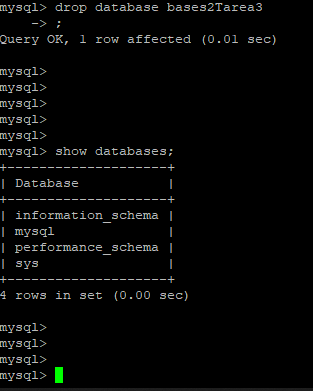 mysql> drop database bases2Tarea3
    -> ;
Query OK, 1 row affected (0.01 sec)
mysql>
mysql>
mysql>
mysql>
mysql> show databases;
+--------------------+
| Database           |
+--------------------+
| information_schema |
| mysql              |
| performance_schema |
| sys                |
+--------------------+
4 rows in set (0.00 sec)
mysql>
mysql>
mysql>
mysql>